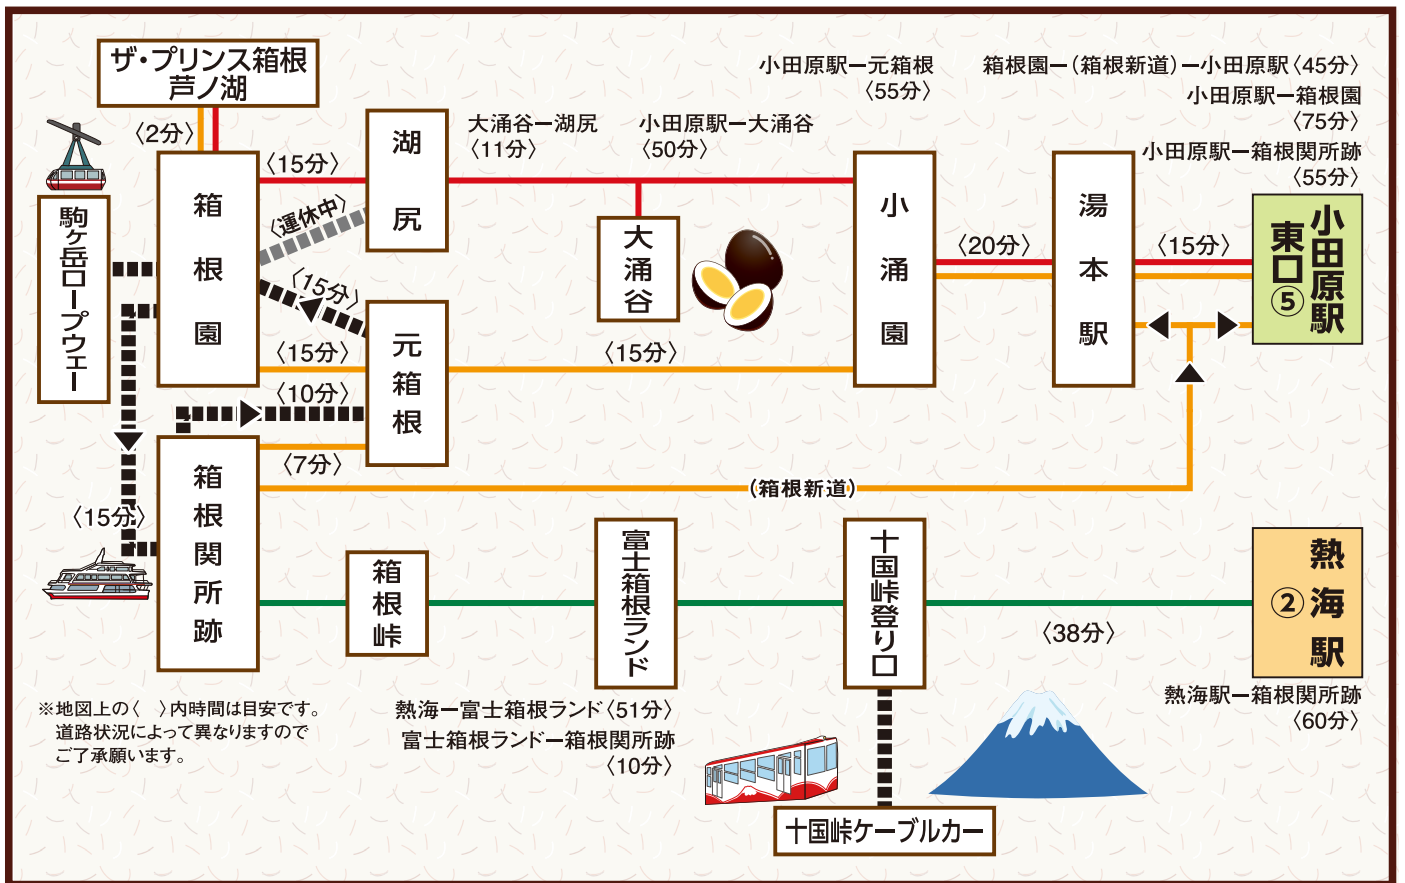 ザ・プリンス箱根
芦ノ湖
〈2分〉
小田原駅ー元箱根
〈55分〉
箱根園ー(箱根新道)ー小田原駅〈45分〉
小田原駅ー箱根園
〈75分〉
小田原駅ー箱根関所跡
〈55分〉
大涌谷ー湖尻
〈11分〉
小田原駅ー大涌谷
〈50分〉
駒ヶ岳ロープウェー
箱根園
〈15分〉
湖尻
〈運休中〉
〈15分〉
〈15分〉
〈10分〉
元箱根
〈7分〉
大涌谷
〈15分〉
小涌園
〈20分〉
湯本駅
〈15分〉
小田原駅
東口⑤
(箱根新道)
〈15分〉
箱根関所跡
箱根峠
富士箱根ランド
十国峠登り口
〈38分〉
熱海駅
②
熱海駅ー箱根関所跡
〈60分〉
熱海ー富士箱根ランド〈51分〉
富士箱根ランドー箱根関所跡
〈10分〉
十国峠ケーブルカー
※地図上の〈　〉内時間は目安です。
道路状況によって異なりますので
ご了承願います。